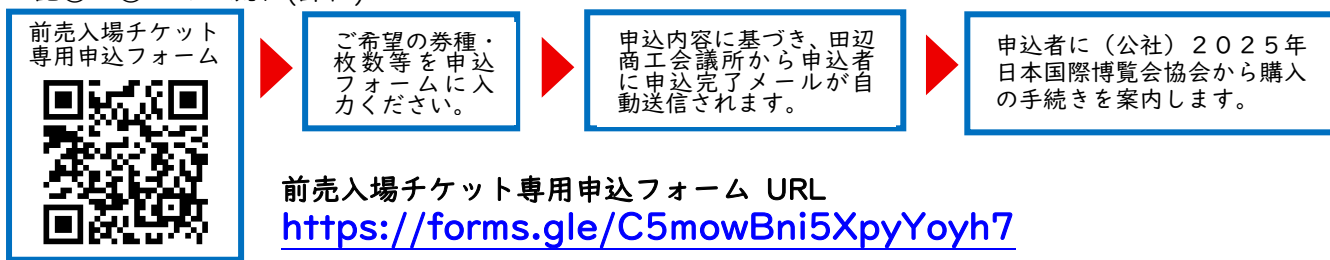 前売入場チケット
専用申込フォーム
ご希望の券種・
枚数等を申込
フォームに入
力ください。
申込内容に基づき、田辺
商工会議所から申込者
に申込完了メールが自
動送信されます。
申込者に（公社）２０２５年
日本国際博覧会協会から購入
の手続きを案内します。
前売入場チケット専用申込フォーム URL
https://forms.gle/C5mowBni5XpyYoyh7